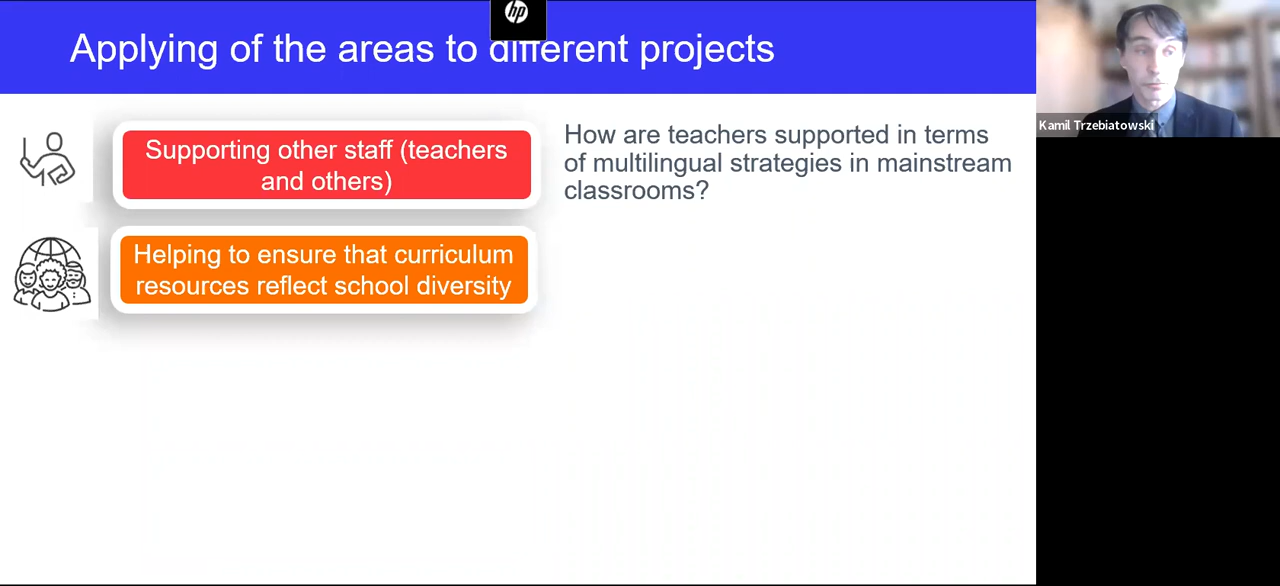 hp
Applying of the areas to different projects
Supporting other staff (teachers
and others)
How are teachers supported in terms
of multilingual strategies in mainstream
classrooms?
Helping to ensure that curriculum
resources reflect school diversity
Kamil Trzebiatowski